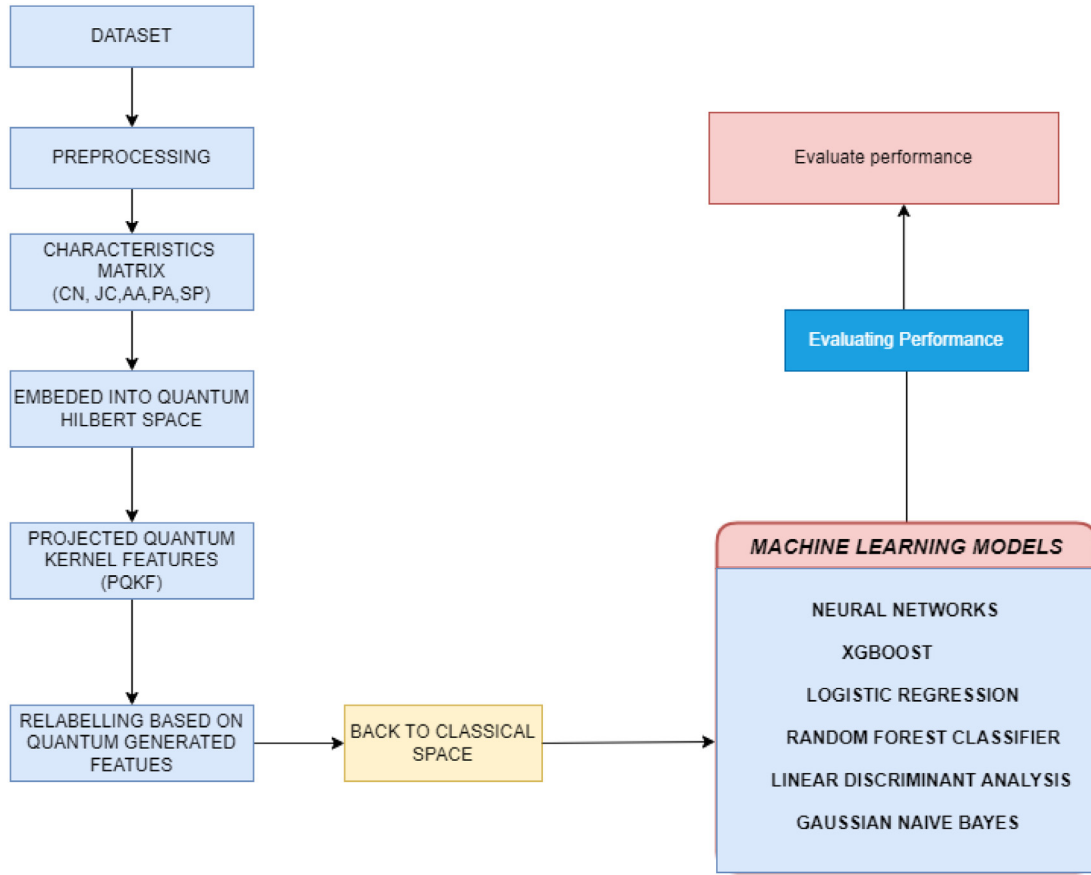 DATASET
PREPROCESSING
CHARACTERISTICS
MATRIX
(CN, JC,AA,PA,SP)
EMBEDED INTO QUANTUM
HILBERT SPACE
PROJECTED QUANTUM
KERNEL FEATURES
(PQKF)
RELABELLING BASED ON
QUANTUM GENERATED
FEATUES
BACK TO CLASSICAL
SPACE
MACHINE LEARNING MODELS
NEURAL NETWORKS
XGBOOST
LOGISTIC REGRESSION
RANDOM FOREST CLASSIFIER
LINEAR DISCRIMINANT ANALYSIS
GAUSSIAN NAIVE BAYES
Evaluating Performance
Evaluate performance